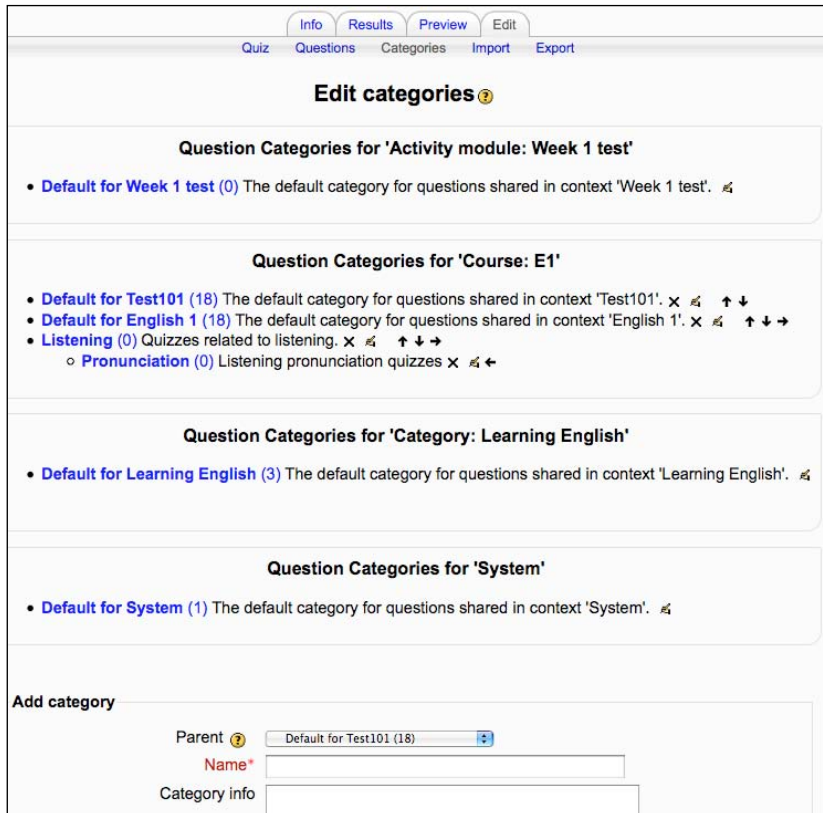 Info Results Preview Edit
Quiz Questions Categories Import Export
Edit categories
Question Categories for 'Activity module: Week 1 test'
• Default for Week 1 test (0) The default category for questions shared in context 'Week 1 test'.
Question Categories for 'Course: E1'
• Default for Test101 (18) The default category for questions shared in context 'Test101'.
• Default for English 1 (18) The default category for questions shared in context 'English 1'.
• Listening (0) Quizzes related to listening.
○ Pronunciation (0) Listening pronunciation quizzes
Question Categories for 'Category: Learning English'
• Default for Learning English (3) The default category for questions shared in context 'Learning English'.
Question Categories for 'System'
• Default for System (1) The default category for questions shared in context 'System'.
Add category
Parent Default for Test101 (18)
Name*
Category info